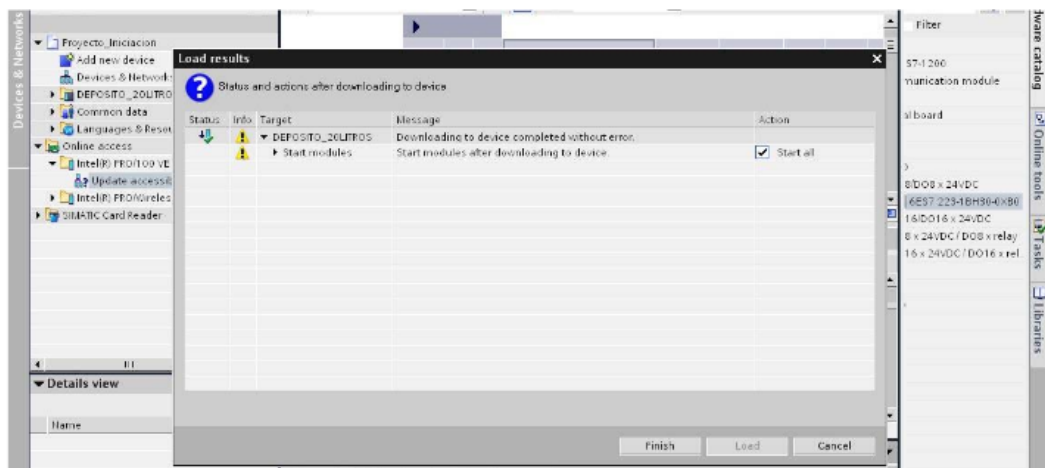 Devices & Networks
Proyecto_Iniciacion
Add new device
Devices & Network
DEPOSITO_20LITRO
Common data
Languages & Resou
Online access
Intel(R) PRO/100 VE
Update accessib
Intel(R) PRO/Wireles
SIMATIC Card Reader
Details view
Name
Load results
Status and actions after downloading to device
Status Info Target Message Action
DEPOSITO_20LITROS Downloading to device completed without error.
Start modules Start modules after downloading to device. Start all
Finish Load Cancel
Filter
S7-1200
munication module
al board
8/DO8 x 24VDC
6ES7 223-1BH30-0XB0
16/DO16 x 24VDC
8 x 24VDC / DO8 x relay
16 x 24VDC / DO16 x rel
dware catalog
Online tools
Tasks
Libraries